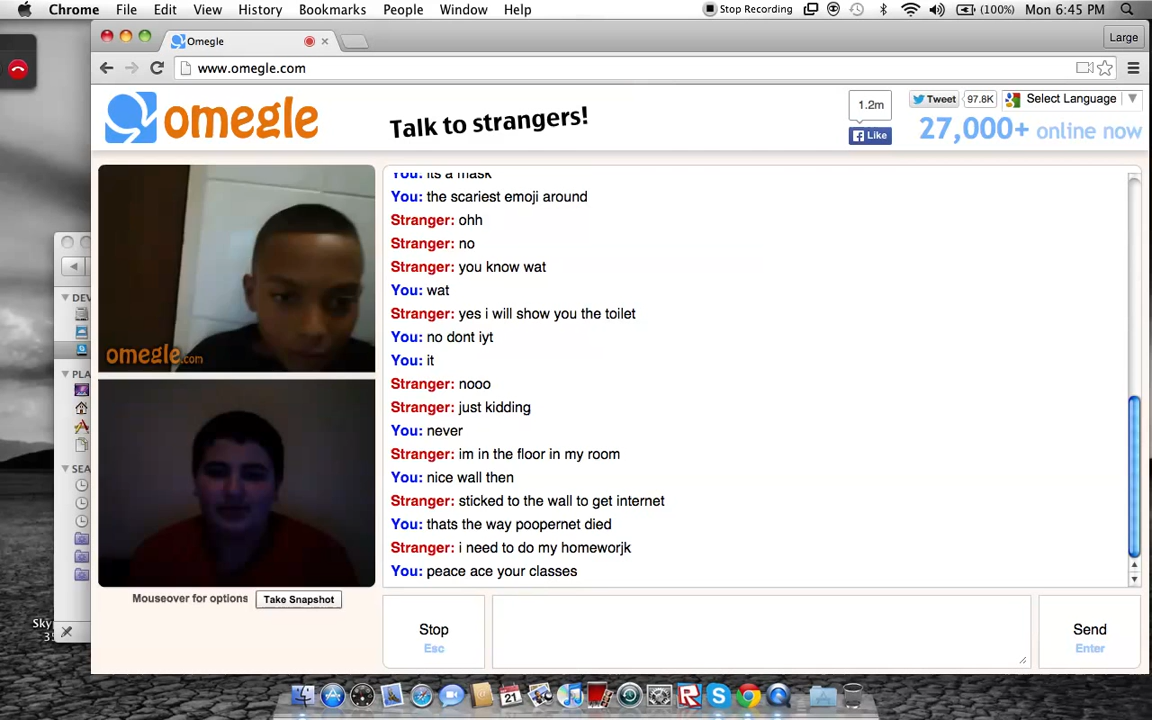 Chrome File Edit View History Bookmarks People Window Help Stop Recording (100%) Mon 6:45 PM
Omegle Large
www.omegle.com
omegle Talk to strangers! 1.2m Like Tweet 97.8K Select Language
27,000+ online now
You: its a mask
You: the scariest emoji around
Stranger: ohh
Stranger: no
Stranger: you know wat
You: wat
Stranger: yes i will show you the toilet
You: no dont iyt
You: it
Stranger: nooo
Stranger: just kidding
You: never
Stranger: im in the floor in my room
You: nice wall then
Stranger: sticked to the wall to get internet
You: thats the way poopernet died
Stranger: i need to do my homeworjk
You: peace ace your classes
omegle.com
DEV
PLA
SEA
Mouseover for options Take Snapshot
Stop
Esc
Send
Enter
Sky
21